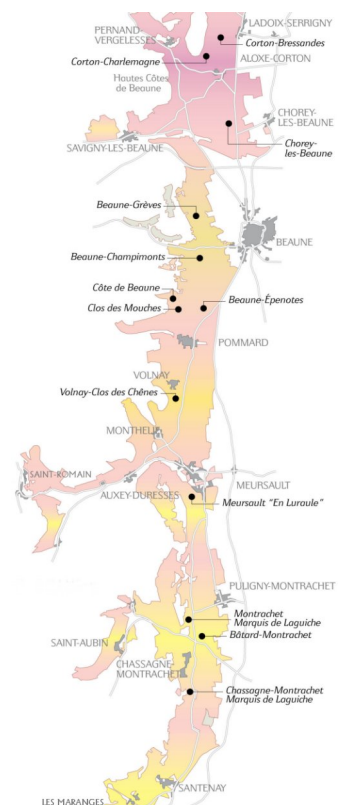 LADOIX-SERRIGNY
PERNAND-
VERGELESSES
Corton-Bressandes
Corton-Charlemagne
ALOXE-CORTON
Hautes Côtes
de Beaune
CHOREY-
LES-BEAUNE
SAVIGNY-LES-BEAUNE
Chorey-
les-Beaune
Beaune-Grèves
BEAUNE
Beaune-Champimonts
Côte de Beaune
Clos des Mouches
Beaune-Épenotes
POMMARD
VOLNAY
Volnay-Clos des Chênes
MONTHELIE
SAINT-ROMAIN
MEURSAULT
AUXEY-DURESSES
Meursault "En Luraule"
PULIGNY-MONTRACHET
Montrachet
Marquis de Laguiche
Bâtard-Montrachet
SAINT-AUBIN
CHASSAGNE-
MONTRACHET
Chassagne-Montrachet
Marquis de Laguiche
SANTENAY
LES MARANGES